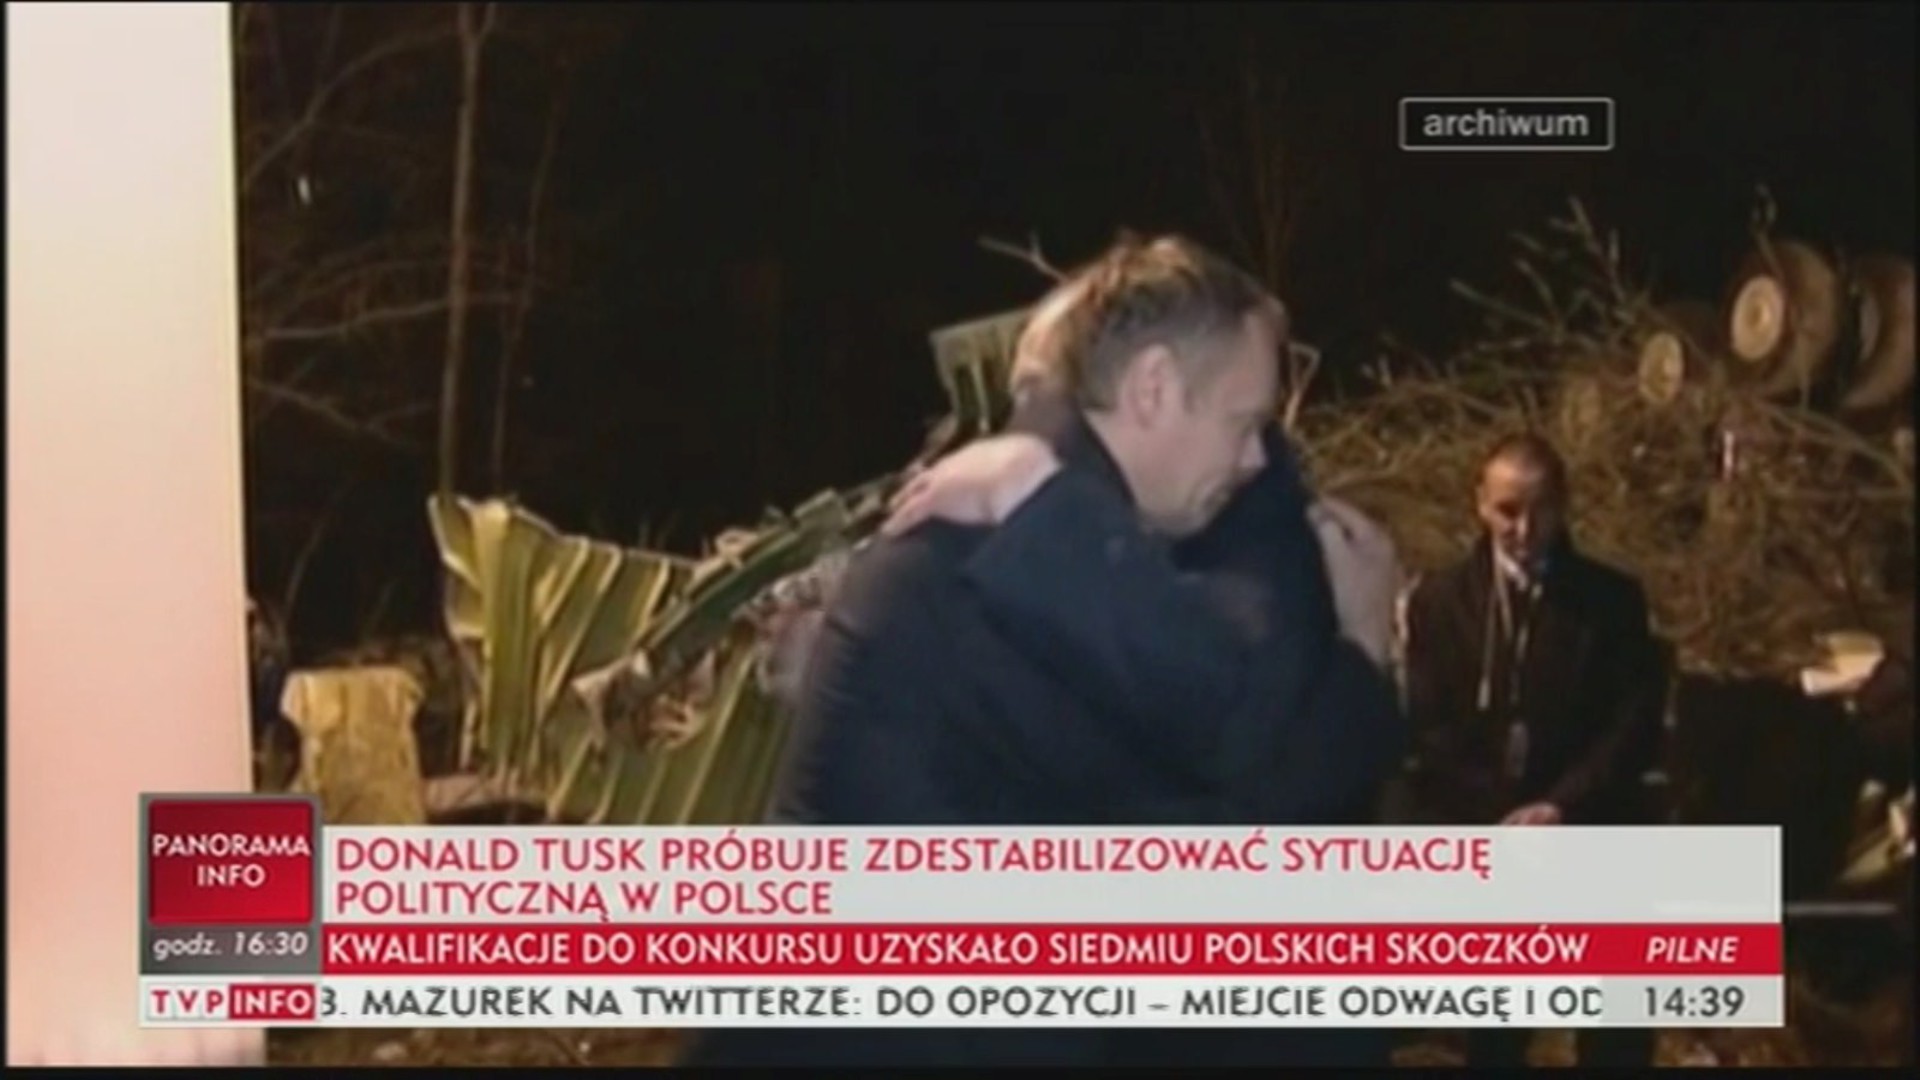 archiwum
PANORAMA
INFO
DONALD TUSK PRÓBUJE ZDESTABILIZOWAĆ SYTUACJĘ
POLITYCZNĄ W POLSCE
godz. 16:30
KWALIFIKACJE DO KONKURSU UZYSKAŁO SIEDMIU POLSKICH SKOCZKÓW
PILNE
TVP INFO
B. MAZUREK NA TWITTERZE: DO OPOZYCJI – MIEJCIE ODWAGĘ I OD
14:39